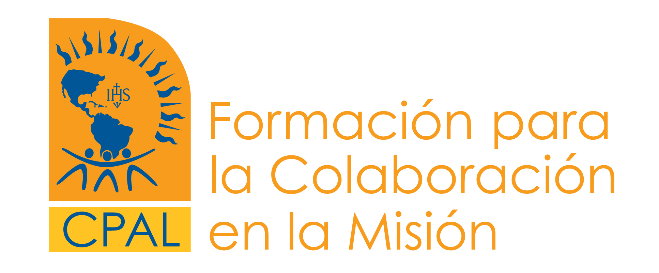 IHS
Formación para
la Colaboración
CPAL
en la Misión